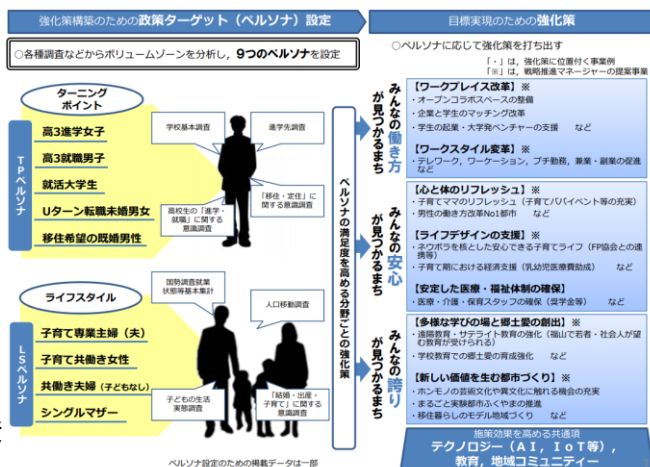 強化策構築のための政策ターゲット（ペルソナ）設定
○各種調査などからボリュームゾーンを分析し，９つのペルソナを設定
ターニング
ポイント
ＴＰペルソナ
高3進学女子
高3就職男子
就活大学生
Uターン転職未婚男女
移住希望の既婚男性
学校基本調査
進学先調査
高校生の「進学・
就職」に関する
意識調査
「移住・定住」に関
する意識調査
ライフスタイル
ＬＳペルソナ
子育て専業主婦（夫）
子育て共働き女性
共働き夫婦（子どもなし）
シングルマザー
国勢調査就業
状態等基本集計
人口移動調査
子どもの生活
実態調査
「結婚・出産・
子育て」に関する
意識調査
ペルソナ設定のための掲載データは一部
ペルソナの満足度を高める分野ごとの強化策
目標実現のための強化策
○ペルソナに応じて強化策を打ち出す
「・」は，強化策に位置付く事業例
「※」は，戦略推進マネージャーの提案事業
みんなの働き方
が見つかるまち
【ワークプレイス改革】※
・オープンコラボスペースの整備
・企業と学生のマッチング改革
・学生の起業・大学発ベンチャーの支援　など
【ワークスタイル変革】※
・テレワーク，ワーケーション，プチ勤務，兼業・副業の促進
など
みんなの安心
が見つかるまち
【心と体のリフレッシュ】※
・子育てママのリフレッシュ（子育てパパイベント等の充実）
・男性の働き方改革No1都市　など
【ライフデザインの支援】※
・ネウボラを核とした安心できる子育てライフ（FP協会との連
携等）
・子育て期における経済支援（乳幼児医療費助成）　など
【安定した医療・福祉体制の確保】
・医療・介護・保育スタッフの確保（奨学金等）　など
みんなの誇り
が見つかるまち
【多様な学びの場と郷土愛の創出】※
・遠隔教育・サテライト教育の強化（福山で若者・社会人が望
む教育が受けられる）
・学校教育での郷土愛の育成強化　など
【新しい価値を生む都市づくり】※
・ホンモノの芸術文化や異文化に触れる機会の充実
・まるごと実験都市ふくやまの推進
・移住暮らしのモデル地域づくり　など
施策効果を高める共通項
テクノロジー（ＡＩ，ＩｏＴ等），
教育，地域コミュニティー